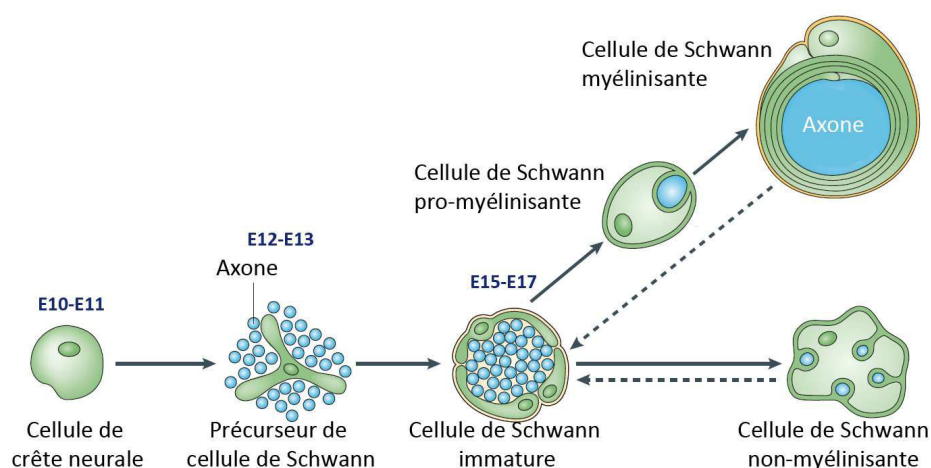 Cellule de Schwann
myélinisante
Axone
Cellule de Schwann
pro-myélinisante
E12-E13
Axone
E15-E17
E10-E11
Cellule de
crête neurale
Précurseur de
cellule de Schwann
Cellule de Schwann
immature
Cellule de Schwann
non-myélinisante